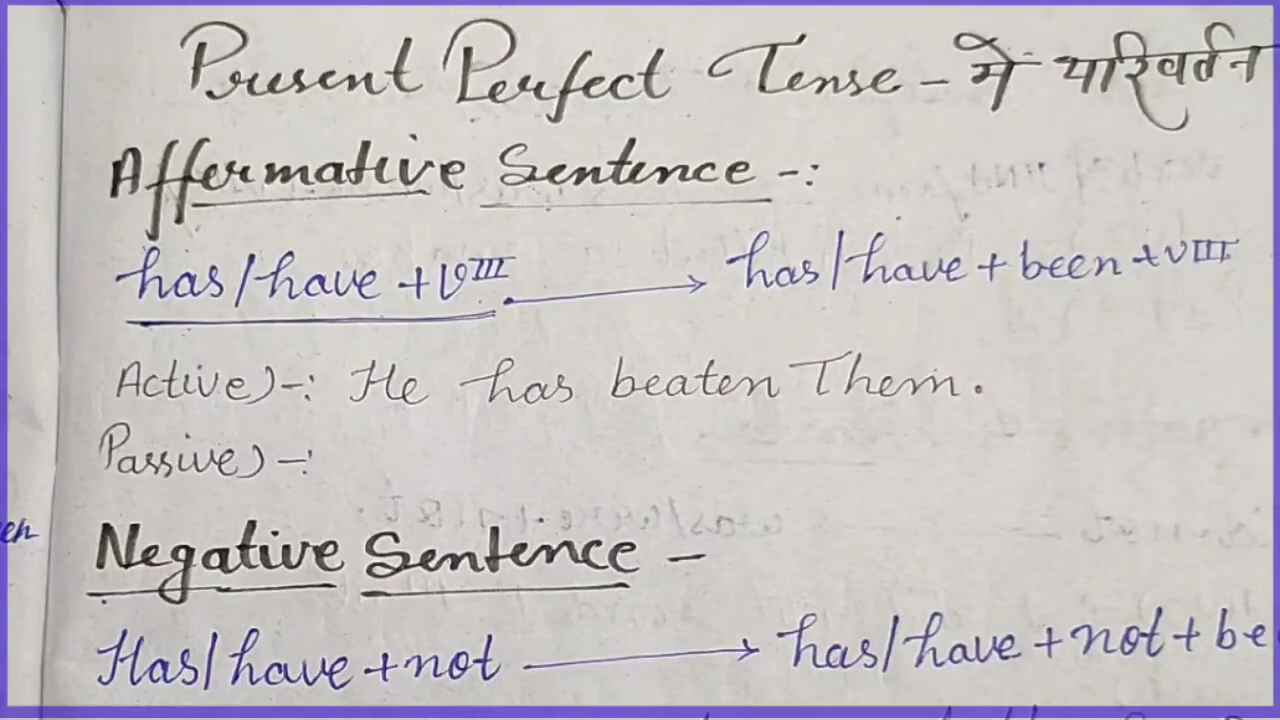 Present Perfect Tense - में परिवर्तन
Affermative Sentence -:
has/have + VIII → has/have + been + VIII
Active) -: He has beaten Them.
Passive) -:
Negative Sentence -
Has/have + not → has/have + not + be